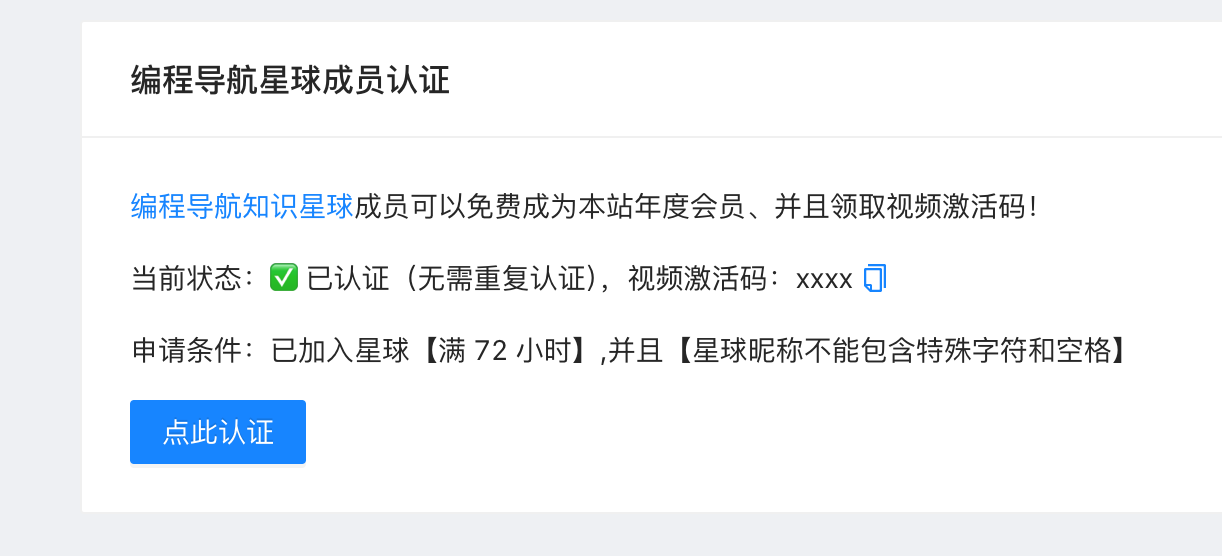 编程导航星球成员认证
编程导航知识星球成员可以免费成为本站年度会员、并且领取视频激活码！
当前状态：✅ 已认证（无需重复认证），视频激活码：xxxx
申请条件：已加入星球【满 72 小时】,并且【星球昵称不能包含特殊字符和空格】
点此认证